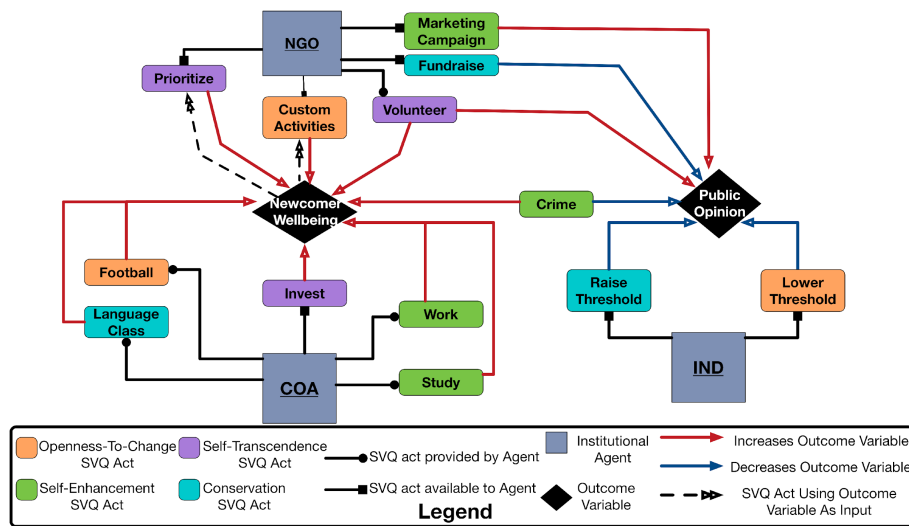 NGO
Marketing
Campaign
Fundraise
Prioritize
Custom
Activities
Volunteer
Newcomer
Wellbeing
Crime
Public
Opinion
Football
Language
Class
Invest
Work
Study
COA
Raise
Threshold
Lower
Threshold
IND
Openness-To-Change
SVQ Act
Self-Transcendence
SVQ Act
Self-Enhancement
SVQ Act
Conservation
SVQ Act
SVQ act provided by Agent
SVQ act available to Agent
Legend
Institutional
Agent
Outcome
Variable
Increases Outcome Variable
Decreases Outcome Variable
SVQ Act Using Outcome
Variable As Input